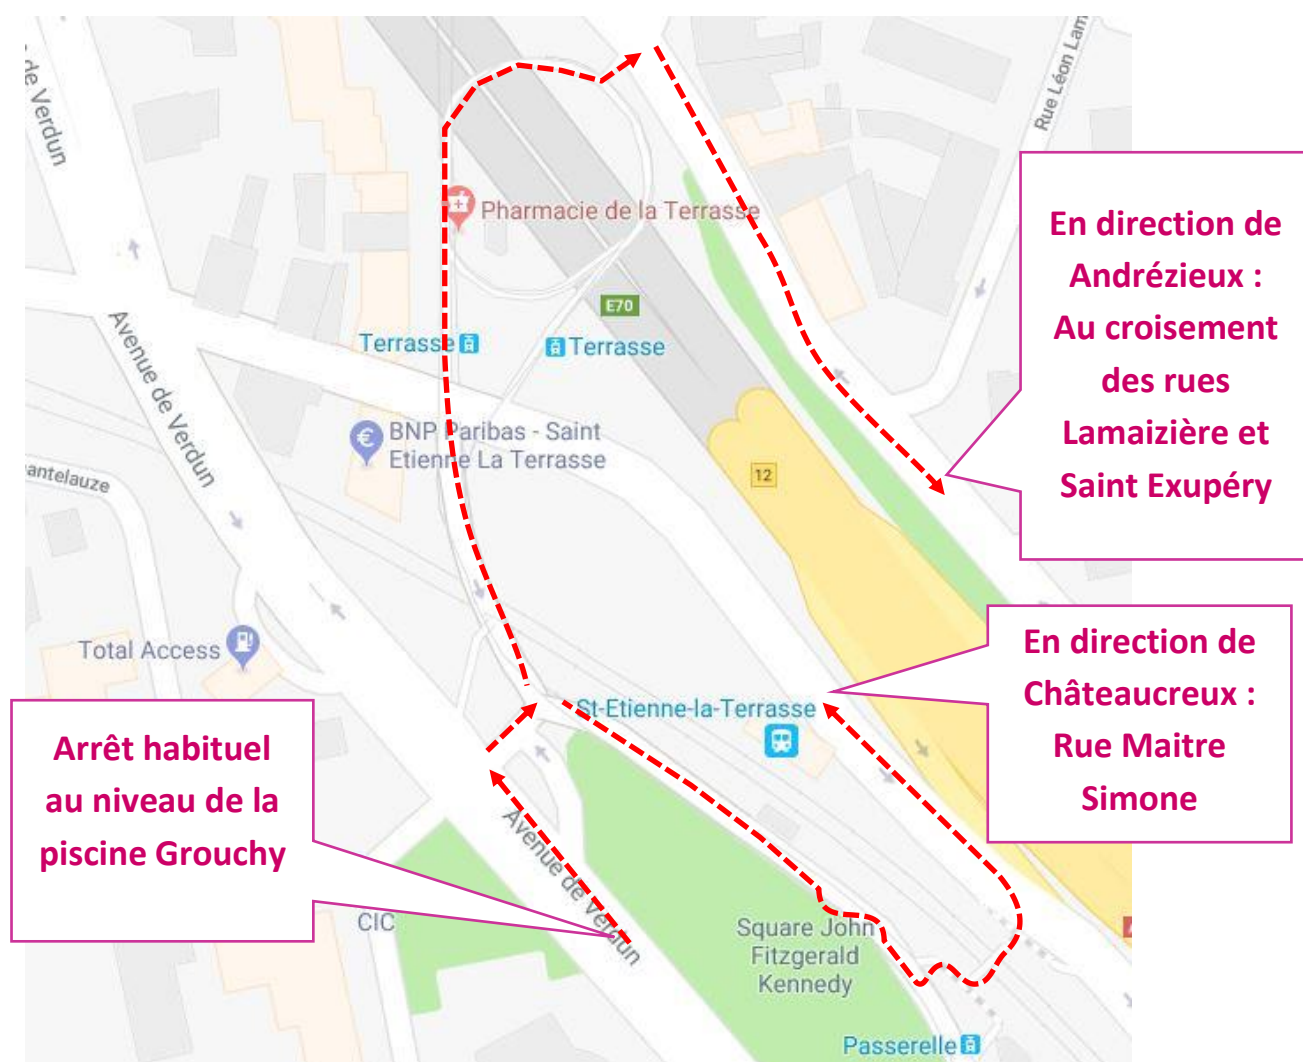 de Verdun
Rue Léon Lam
En direction de
Andrézieux :
Au croisement
des rues
Lamaizière et
Saint Exupéry
Pharmacie de la Terrasse
E70
Terrasse
Terrasse
Avenue de Verdun
BNP Paribas - Saint
Etienne La Terrasse
12
antelauze
Total Access
St-Etienne-la-Terrasse
En direction de
Châteaucreux :
Rue Maitre
Simone
Arrêt habituel
au niveau de la
piscine Grouchy
Avenue de Verdun
CIC
Square John
Fitzgerald
Kennedy
Passerelle